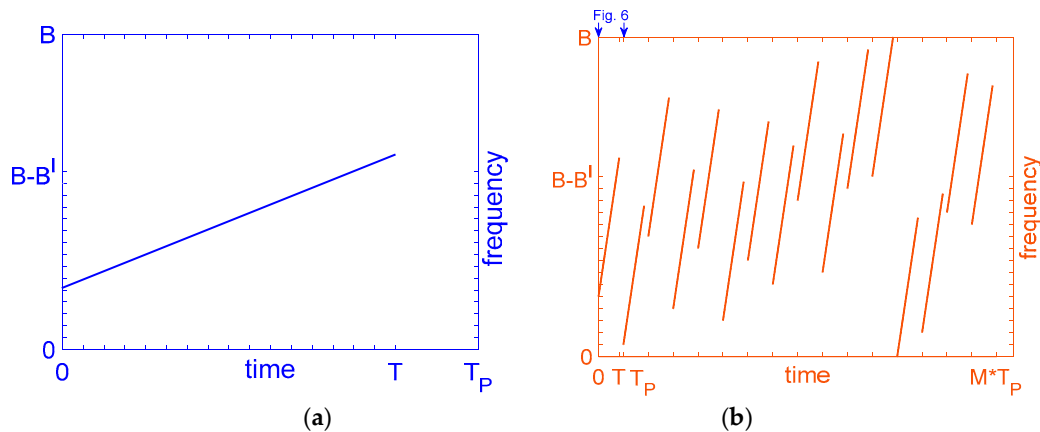 B
B-B'
0
0
time
T
T_P
frequency
(a)
Fig. 6
B
B-B'
0
0 T T_P
time
M*T_P
frequency
(b)